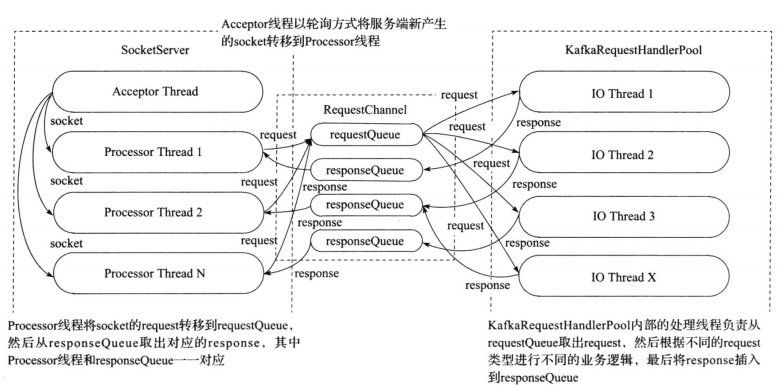 Acceptor线程以轮询方式将服务端新产生
的socket转移到Processor线程
SocketServer
KafkaRequestHandlerPool
Acceptor Thread
socket
Processor Thread 1
socket
Processor Thread 2
socket
Processor Thread N
request
request
request
RequestChannel
requestQueue
responseQueue
response
responseQueue
response
responseQueue
response
request
request
request
request
IO Thread 1
response
IO Thread 2
response
IO Thread 3
response
IO Thread X
response
Processor线程将socket的request转移到requestQueue,
然后从responseQueue取出对应的response，其中
Processor线程和responseQueue一一对应
KafkaRequestHandlerPool内部的处理线程负责从
requestQueue取出request，然后根据不同的request
类型进行不同的业务逻辑，最后将response插入
到responseQueue